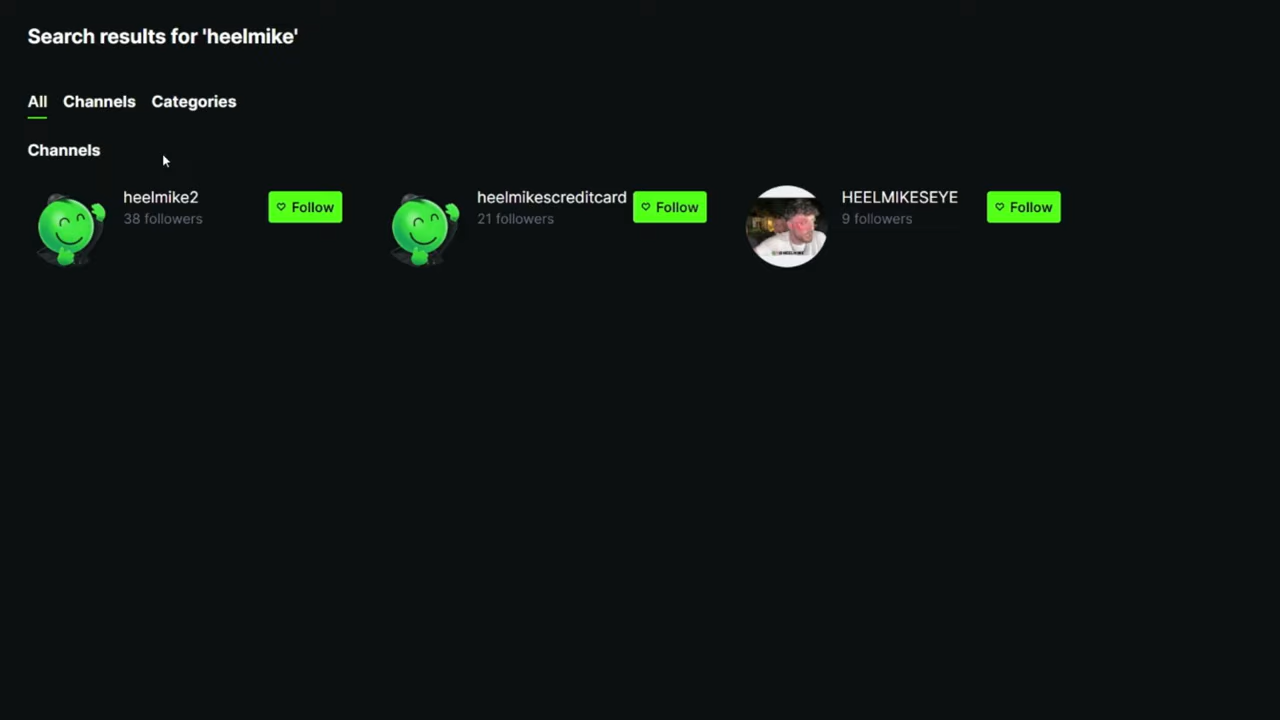 Search results for 'heelmike'
All Channels Categories
Channels
heelmike2
38 followers
Follow
heelmikescreditcard
21 followers
Follow
HEELMIKESEYE
9 followers
Follow